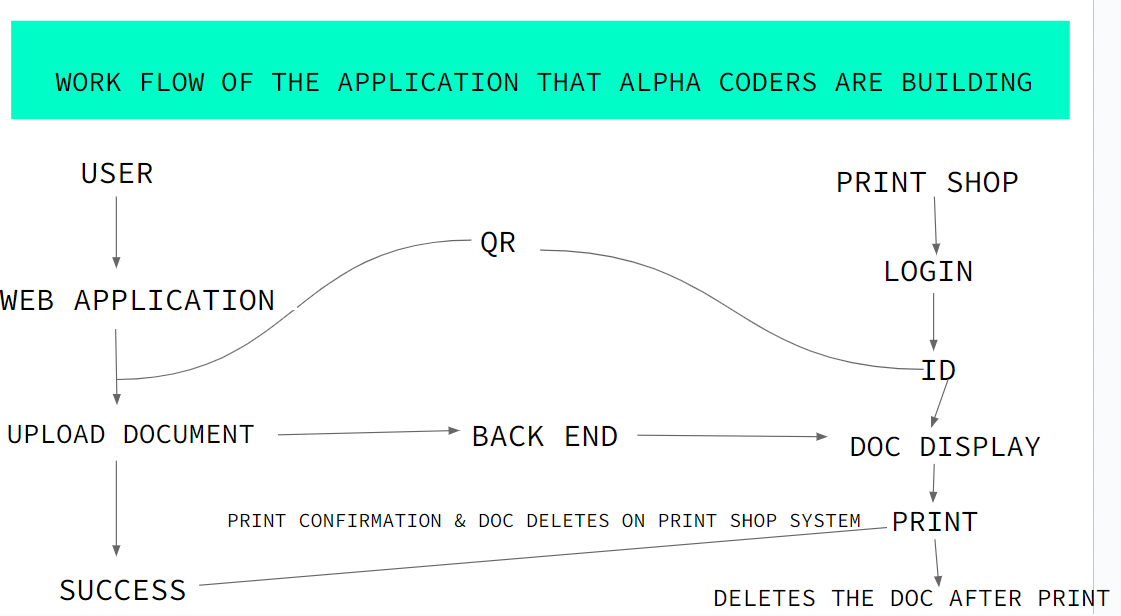 WORK FLOW OF THE APPLICATION THAT ALPHA CODERS ARE BUILDING
USER
PRINT SHOP
QR
LOGIN
WEB APPLICATION
ID
UPLOAD DOCUMENT
BACK END
DOC DISPLAY
PRINT CONFIRMATION & DOC DELETES ON PRINT SHOP SYSTEM
PRINT
SUCCESS
DELETES THE DOC AFTER PRINT